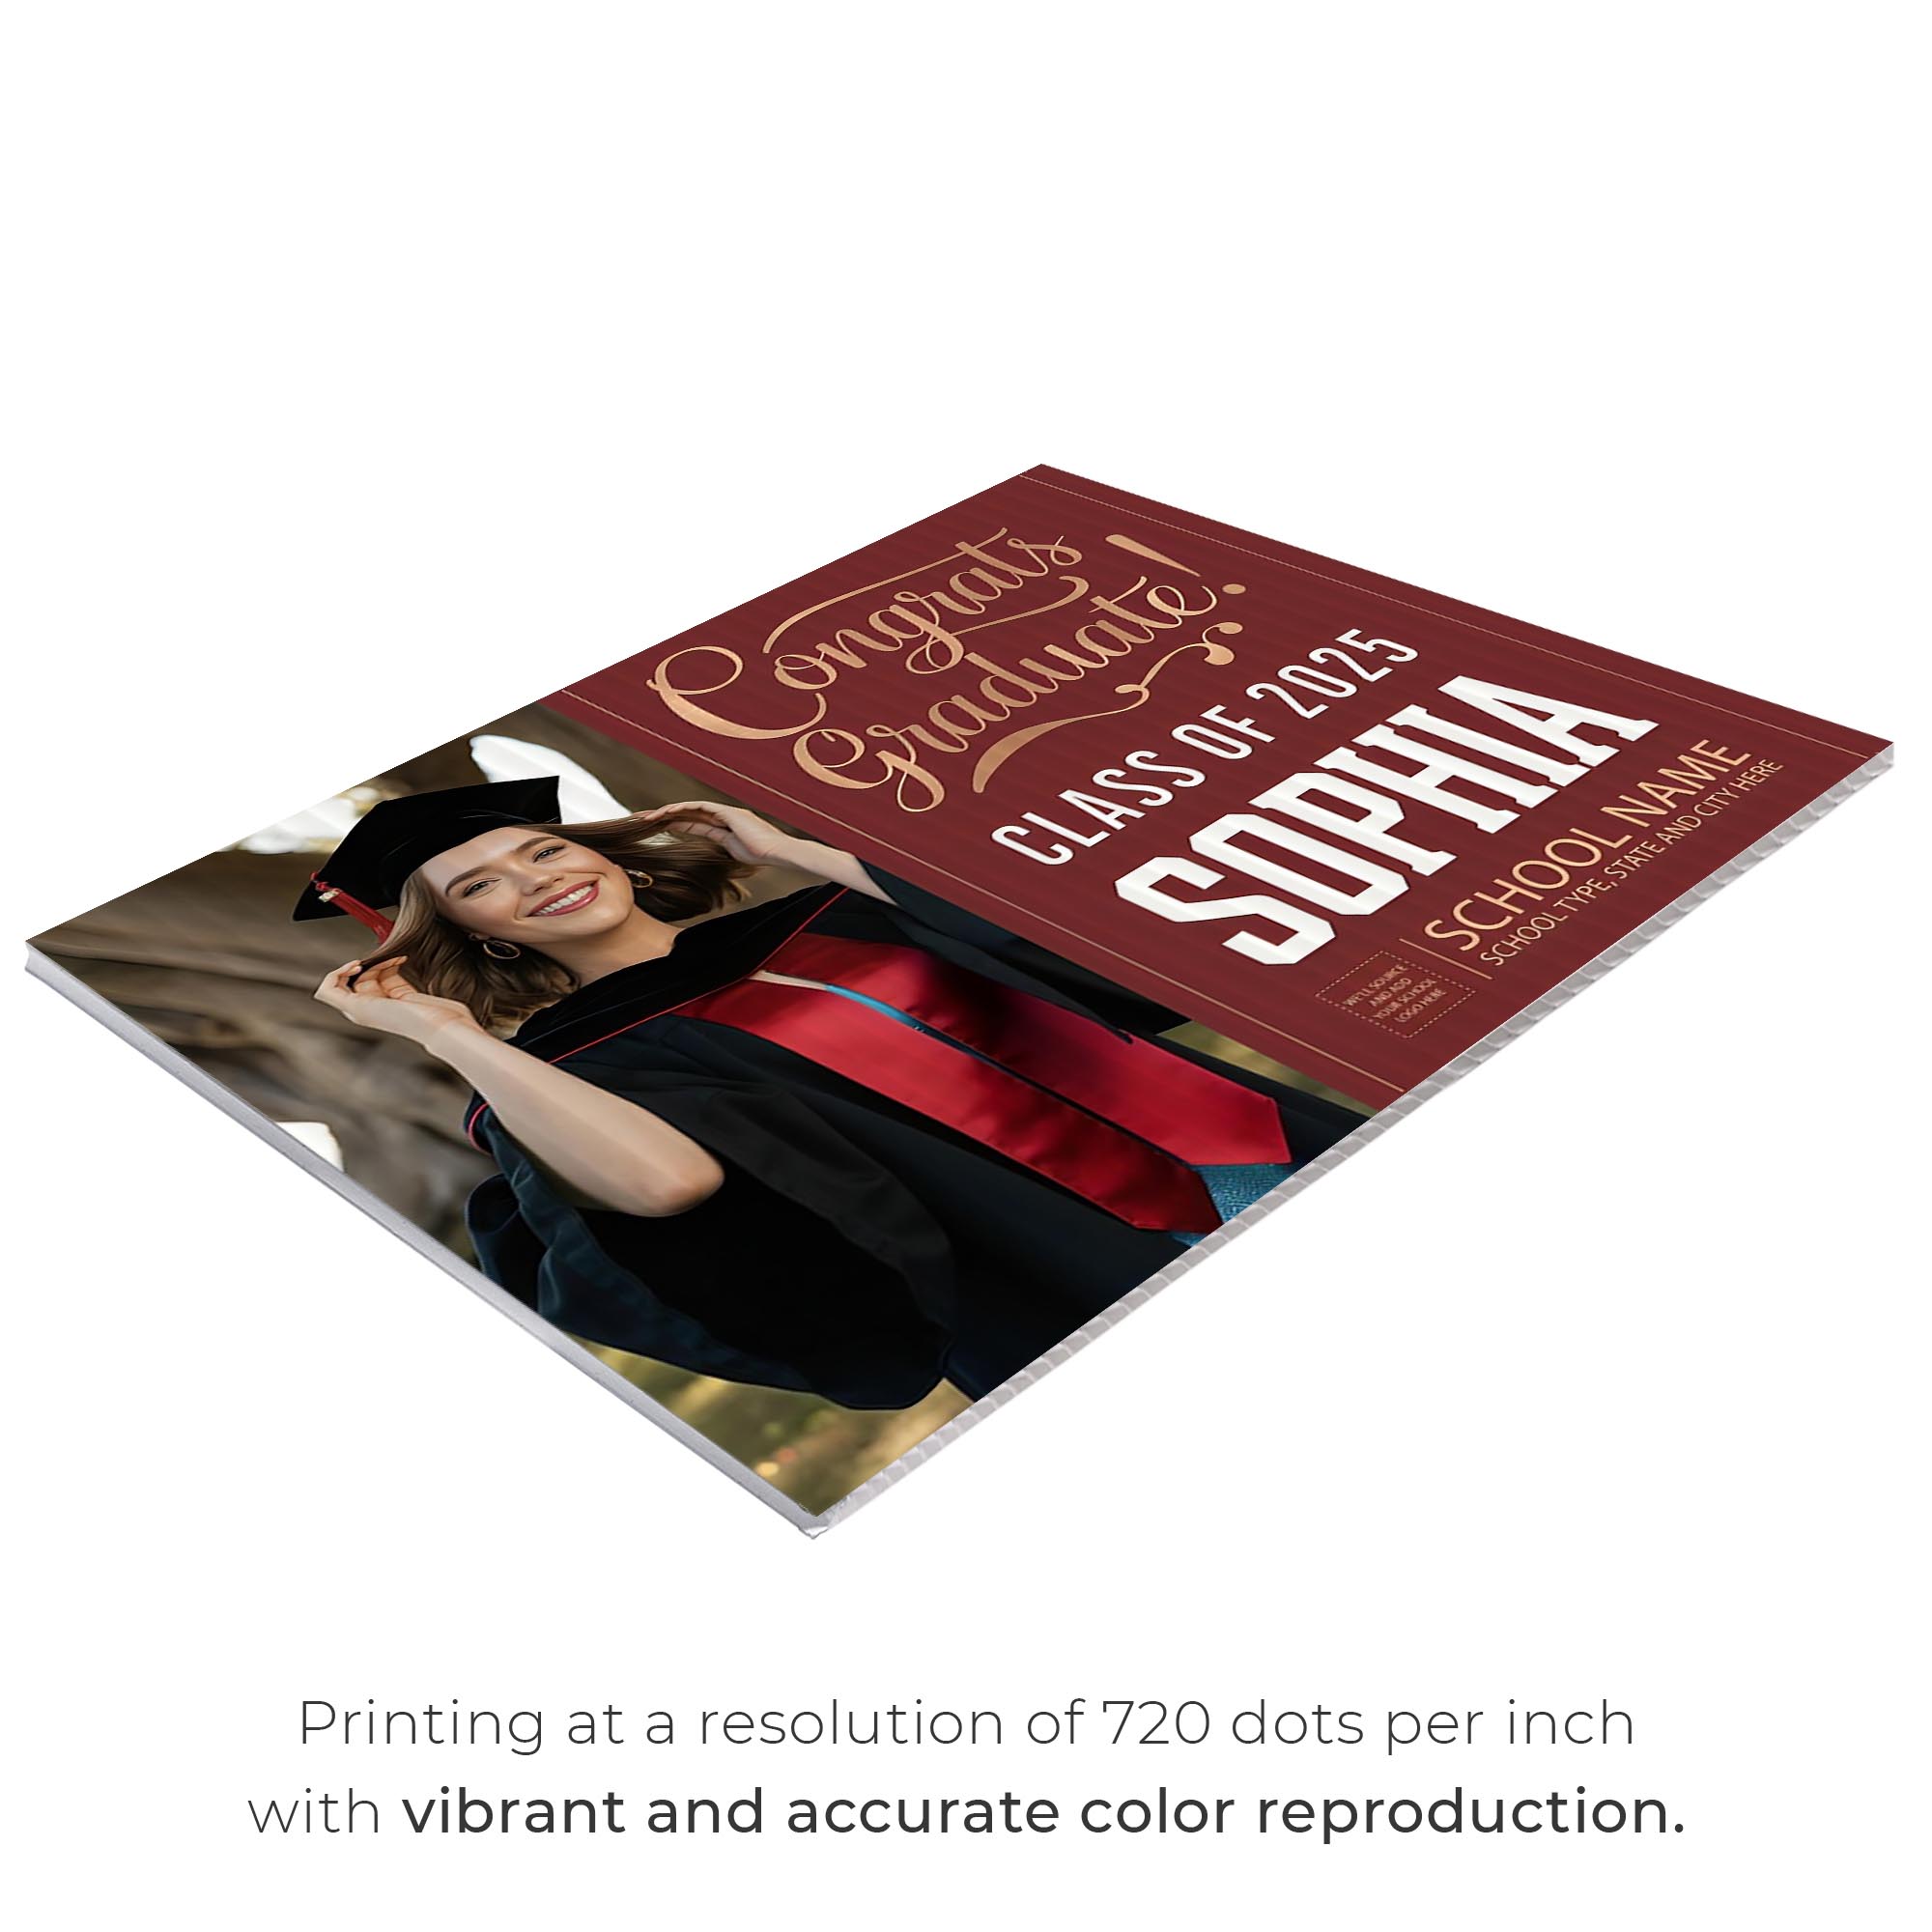 Congrats
Graduate!
CLASS OF 2025
SOPHIA
WE'LL SOURCE
AND ADD
YOUR SCHOOL
LOGO HERE
SCHOOL NAME
SCHOOL TYPE, STATE AND CITY HERE
Printing at a resolution of 720 dots per inch
with vibrant and accurate color reproduction.